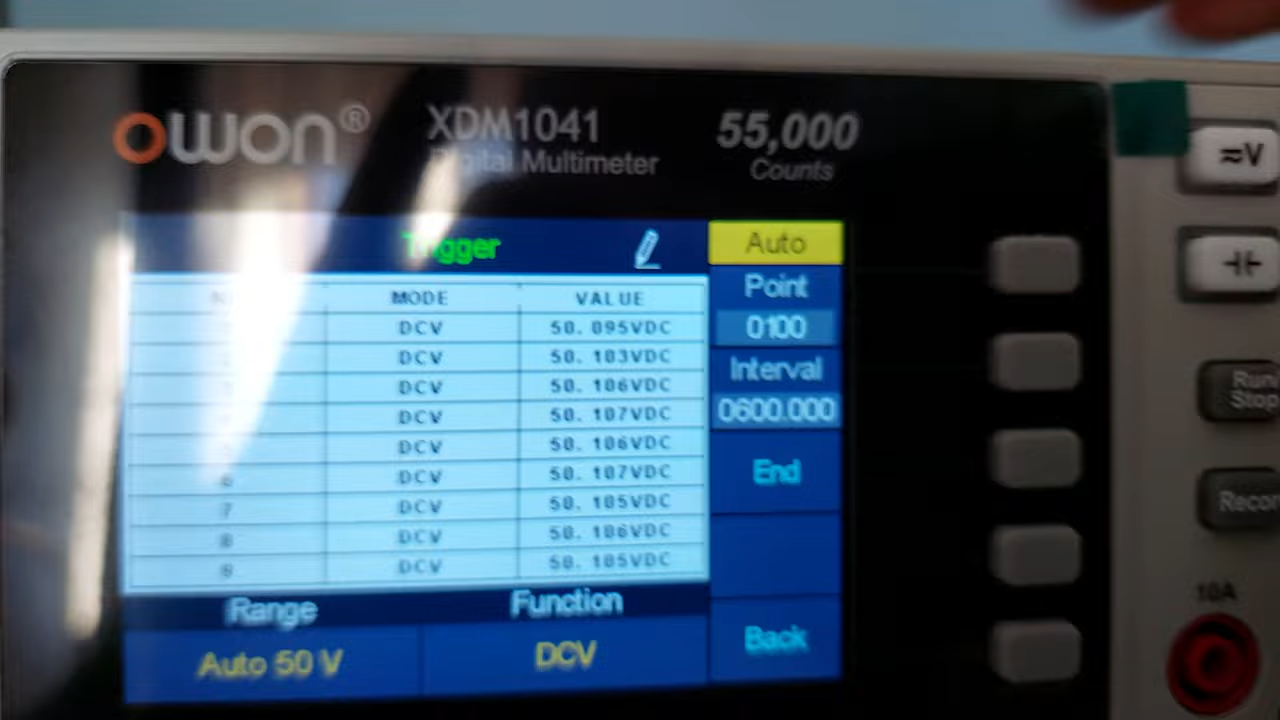 owon®
XDM1041
Digital Multimeter
55,000
Counts
Trigger
MODE VALUE
DCV 50.095VDC
DCV 50.103VDC
DCV 50.106VDC
DCV 50.107VDC
DCV 50.106VDC
6 DCV 50.107VDC
7 DCV 50.105VDC
8 DCV 50.106VDC
9 DCV 50.105VDC
Range Function
Auto 50 V DCV
Auto
Point
0100
Interval
0600.000
End
Back
≂V
Run/
Stop
Recor
10A